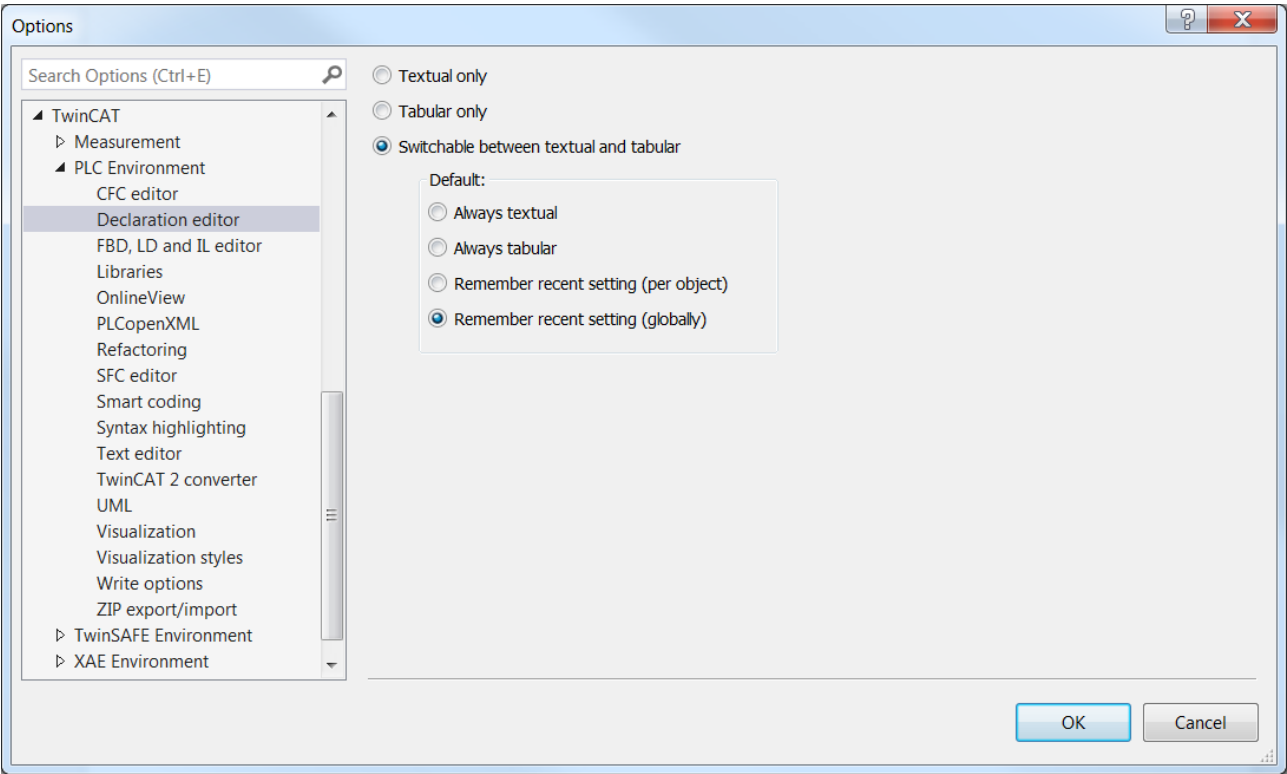 Options
Search Options (Ctrl+E)
TwinCAT
Measurement
PLC Environment
CFC editor
Declaration editor
FBD, LD and IL editor
Libraries
OnlineView
PLCopenXML
Refactoring
SFC editor
Smart coding
Syntax highlighting
Text editor
TwinCAT 2 converter
UML
Visualization
Visualization styles
Write options
ZIP export/import
TwinSAFE Environment
XAE Environment
Textual only
Tabular only
Switchable between textual and tabular
Default:
Always textual
Always tabular
Remember recent setting (per object)
Remember recent setting (globally)
OK
Cancel